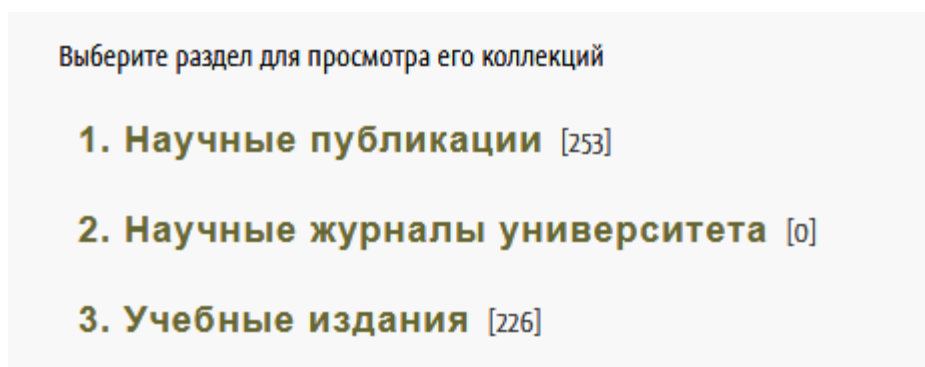 Выберите раздел для просмотра его коллекций
1. Научные публикации [253]
2. Научные журналы университета [0]
3. Учебные издания [226]